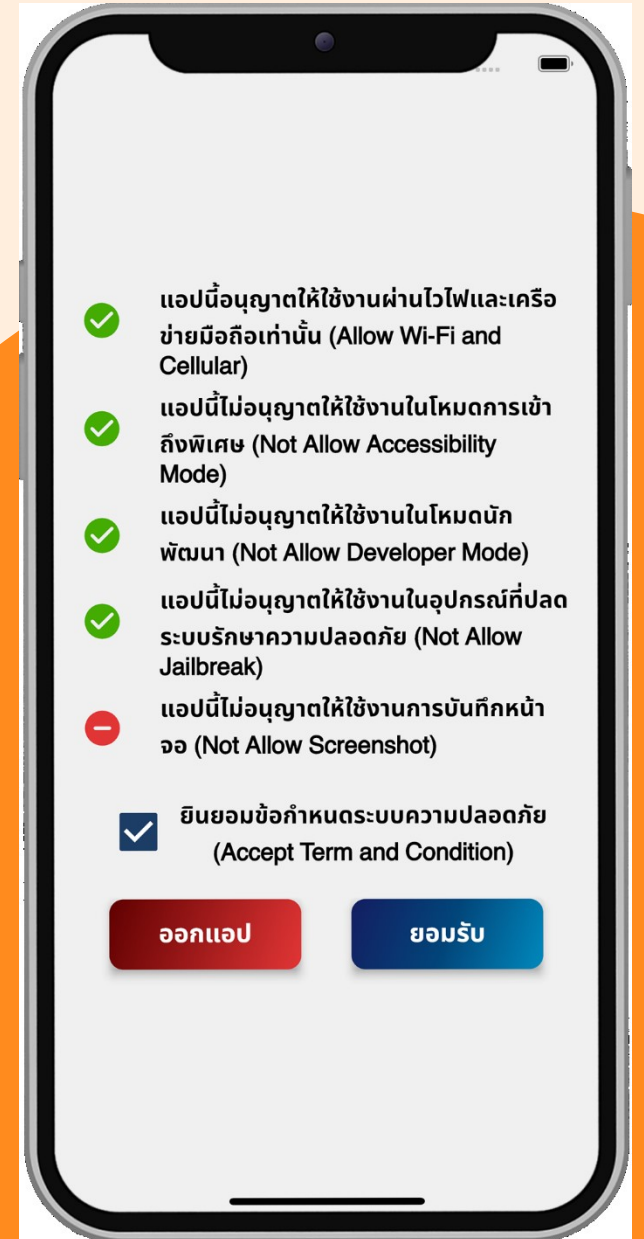 แอปนี้อนุญาตให้ใช้งานผ่านไวไฟและเครือ
ข่ายมือถือเท่านั้น (Allow Wi-Fi and
Cellular)
แอปนี้ไม่อนุญาตให้ใช้งานในโหมดการเข้า
ถึงพิเศษ (Not Allow Accessibility
Mode)
แอปนี้ไม่อนุญาตให้ใช้งานในโหมดนัก
พัฒนา (Not Allow Developer Mode)
แอปนี้ไม่อนุญาตให้ใช้งานในอุปกรณ์ที่ปลด
ระบบรักษาความปลอดภัย (Not Allow
Jailbreak)
แอปนี้ไม่อนุญาตให้ใช้งานการบันทึกหน้า
จอ (Not Allow Screenshot)
ยินยอมข้อกำหนดระบบความปลอดภัย
(Accept Term and Condition)
ออกแอป
ยอมรับ